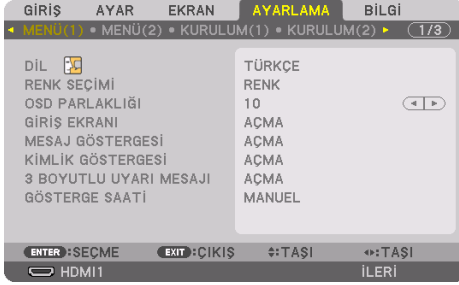 GİRİŞ AYAR EKRAN AYARLAMA BİLGİ
MENÜ(1) • MENÜ(2) • KURULUM(1) • KURULUM(2) 1/3
DİL TÜRKÇE
RENK SEÇİMİ RENK
OSD PARLAKLIĞI 10
GİRİŞ EKRANI AÇMA
MESAJ GÖSTERGESİ AÇMA
KİMLİK GÖSTERGESİ AÇMA
3 BOYUTLU UYARI MESAJI AÇMA
GÖSTERGE SAATİ MANUEL
ENTER :SEÇME EXIT :ÇIKIŞ :TAŞI :TAŞI
HDMI1 İLERİ